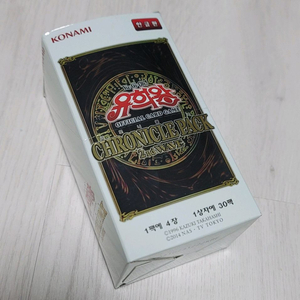 KONAMI
한글판
유희왕
OFFICIAL CARD GAME
CHRONICLE PACK
1팩에 4장 1상자에 30팩
©1996 KAZUKI TAKAHASHI
©2014 NAS・TV TOKYO